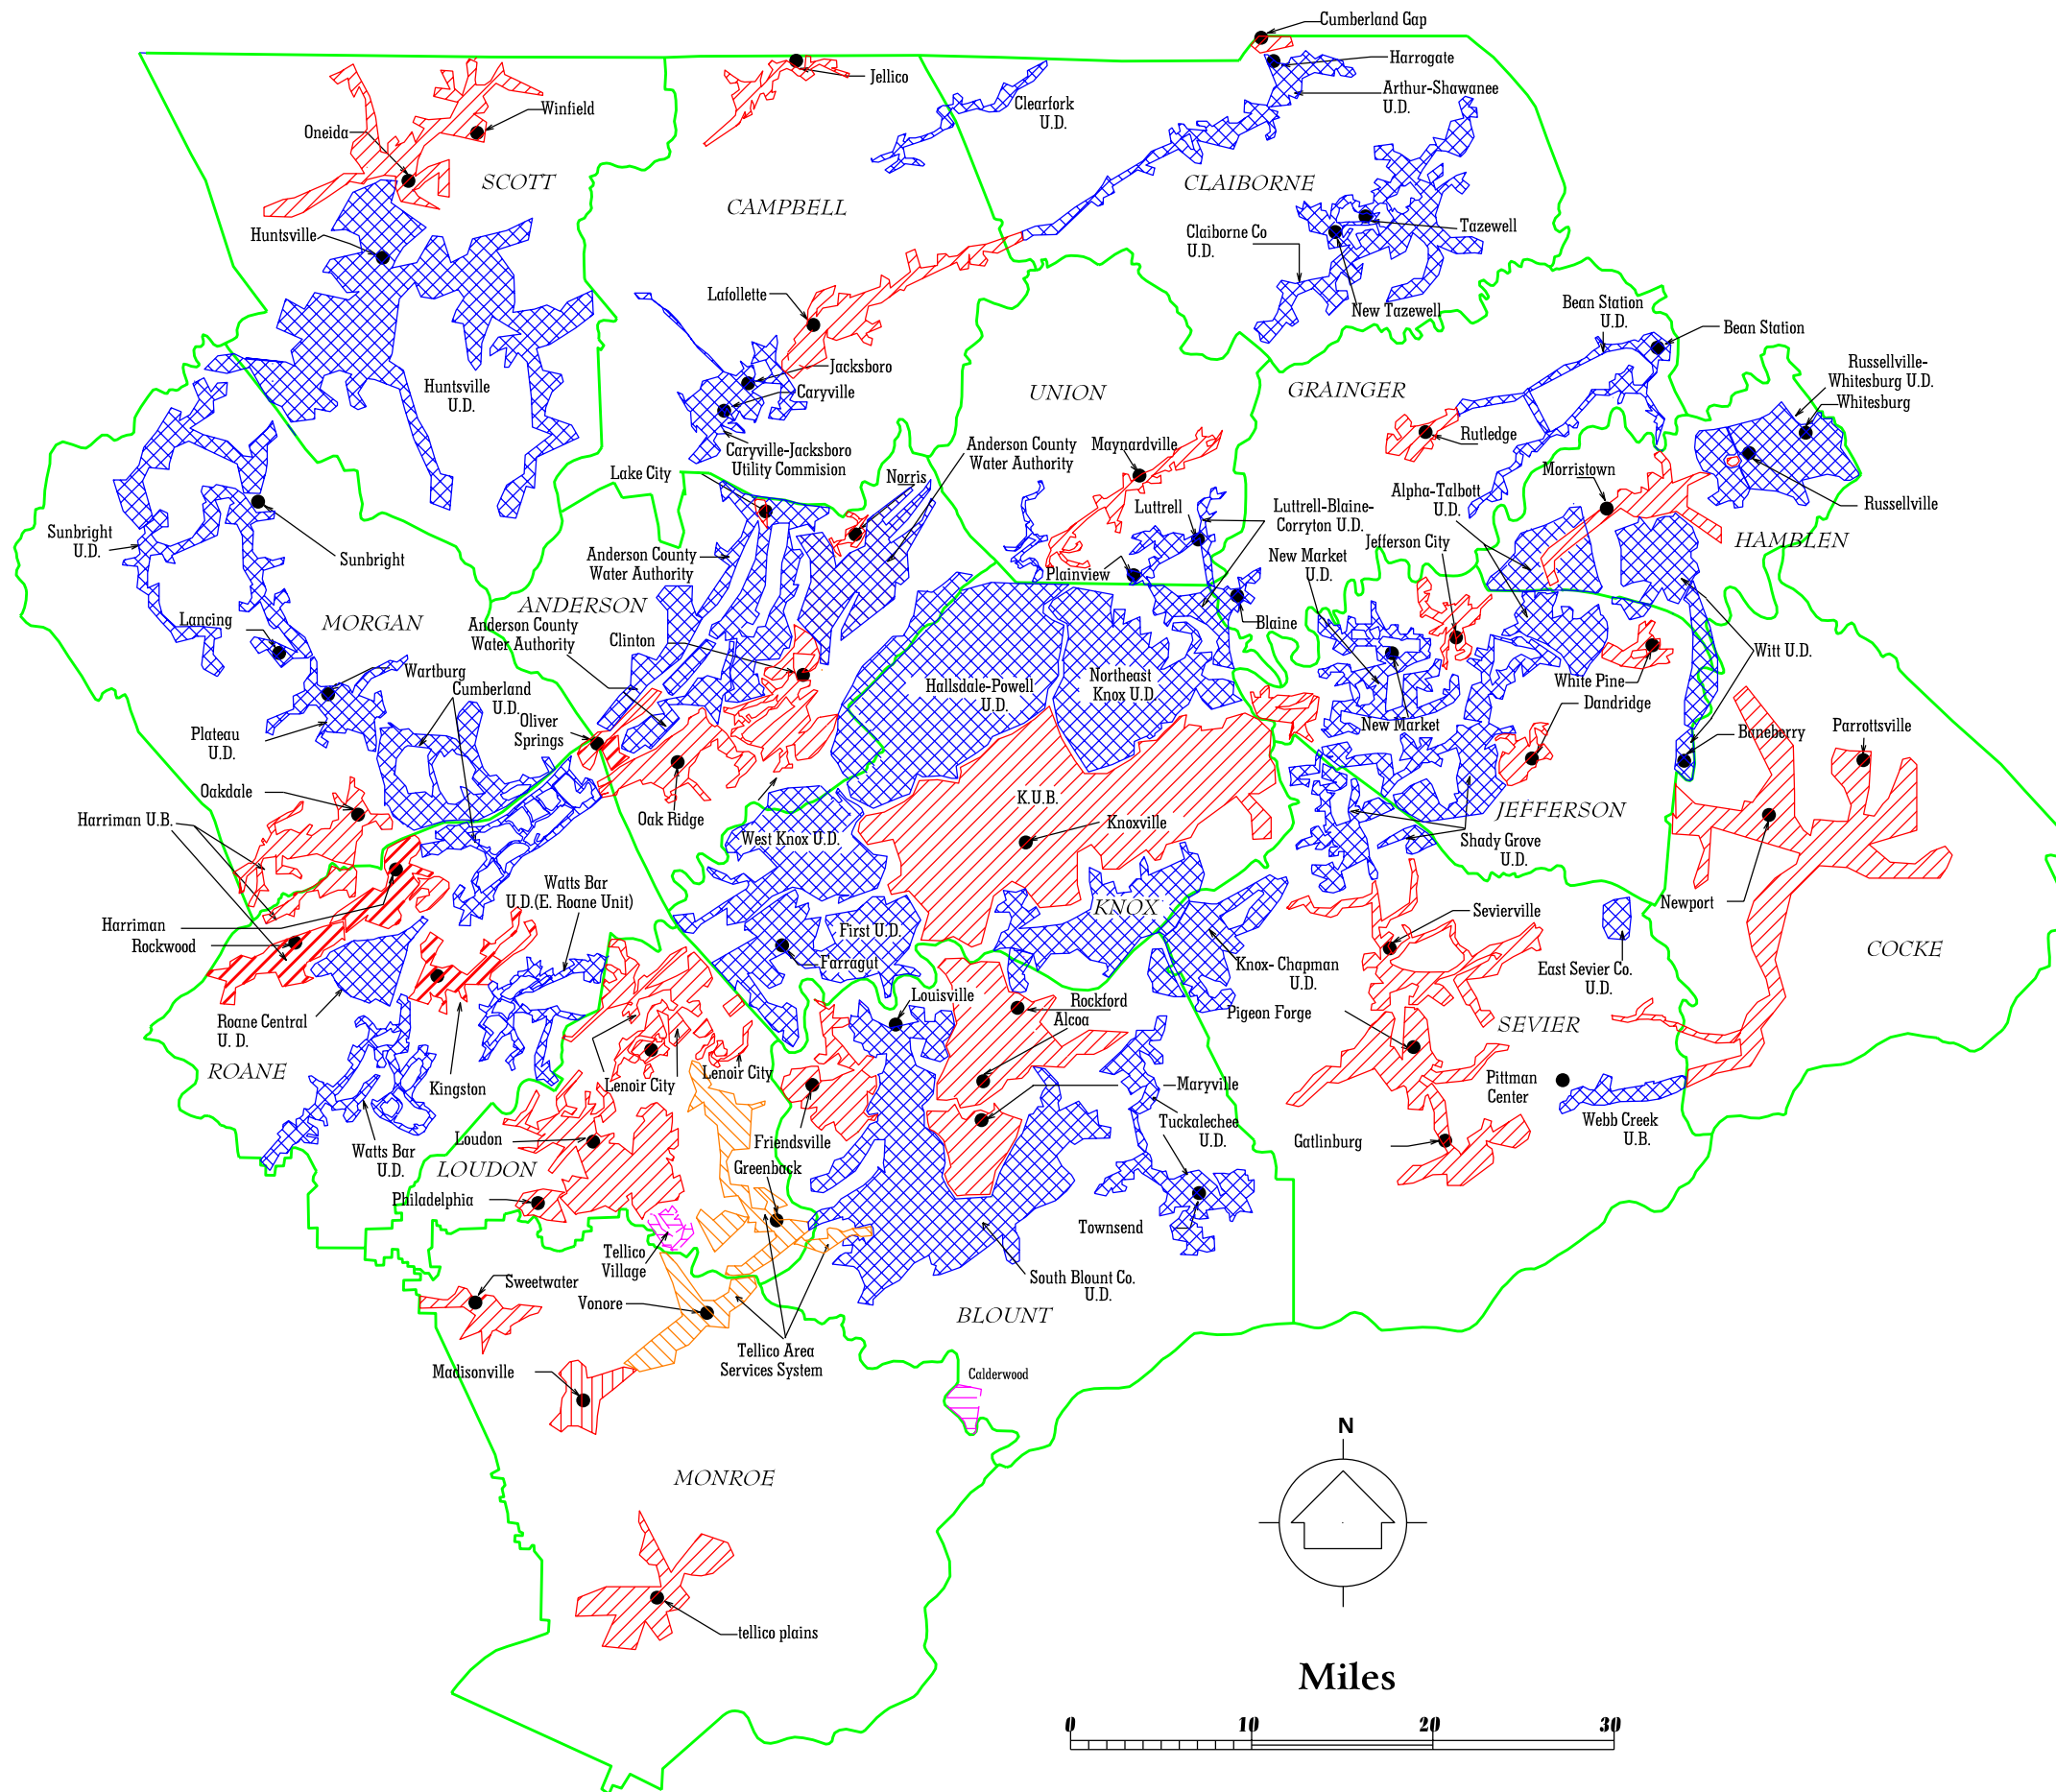 Cumberland Gap
Harrogate
Jellico
Arthur-Shawanee
U.D.
Clearfork
U.D.
Winfield
Oneida
SCOTT
CAMPBELL
CLAIBORNE
Huntsville
Tazewell
Claiborne Co
U.D.
Lafollette
New Tazewell
Bean Station
U.D.
Bean Station
Russellville-
Whitesburg U.D.
Whitesburg
Jacksboro
Caryville
Huntsville
U.D.
UNION
GRAINGER
Rutledge
Caryville-Jacksboro
Utility Commision
Anderson County
Water Authority
Maynardville
Lake City
Norris
Morristown
Alpha-Talbott
U.D.
Russellville
Luttrell
Luttrell-Blaine-
Corryton U.D.
Sunbright
U.D.
Sunbright
Anderson County
Water Authority
Jefferson City
HAMBLEN
New Market
U.D.
Plainview
ANDERSON
Lancing
MORGAN
Anderson County
Water Authority
Clinton
Blaine
Witt U.D.
Wartburg
Cumberland
U.D.
Hallsdale-Powell
U.D.
Northeast
Knox U.D.
White Pine
Dandridge
New Market
Oliver
Springs
Plateau
U.D.
Baneberry
Parrottsville
Oakdale
K.U.B.
JEFFERSON
Harriman U.B.
Oak Ridge
Knoxville
West Knox U.D.
Shady Grove
U.D.
Watts Bar
U.D.(E. Roane Unit)
Newport
KNOX
Sevierville
Harriman
Rockwood
First U.D.
COCKE
Farragut
Knox-Chapman
U.D.
East Sevier Co.
U.D.
Louisville
Rockford
Alcoa
Pigeon Forge
SEVIER
Roane Central
U. D.
ROANE
Kingston
Lenoir City
Lenoir City
Maryville
Pittman
Center
Tuckalechee
U.D.
Webb Creek
U.B.
Loudon
Friendsville
Gatlinburg
Watts Bar
U.D.
LOUDON
Greenback
Philadelphia
Townsend
Tellico
Village
Sweetwater
South Blount Co.
U.D.
Vonore
BLOUNT
Tellico Area
Services System
Madisonville
Calderwood
N
MONROE
tellico plains
Miles
0 10 20 30